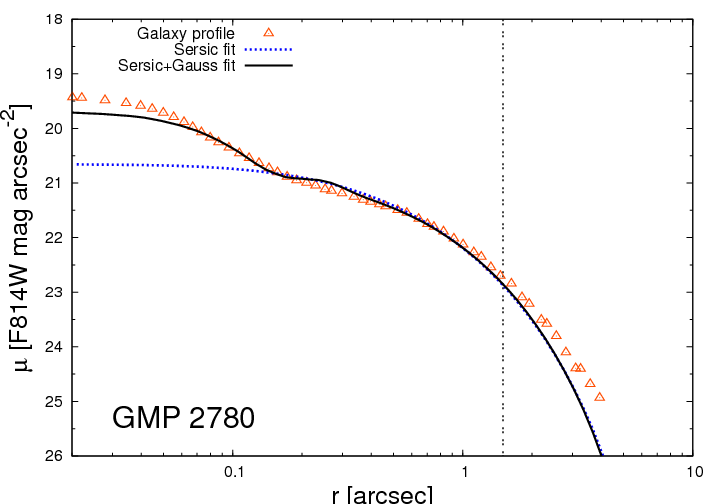 Galaxy profile
Sersic fit
Sersic+Gauss fit
18
19
20
21
22
23
24
25
26
μ [F814W mag arcsec-2]
GMP 2780
0.1
1
10
r [arcsec]